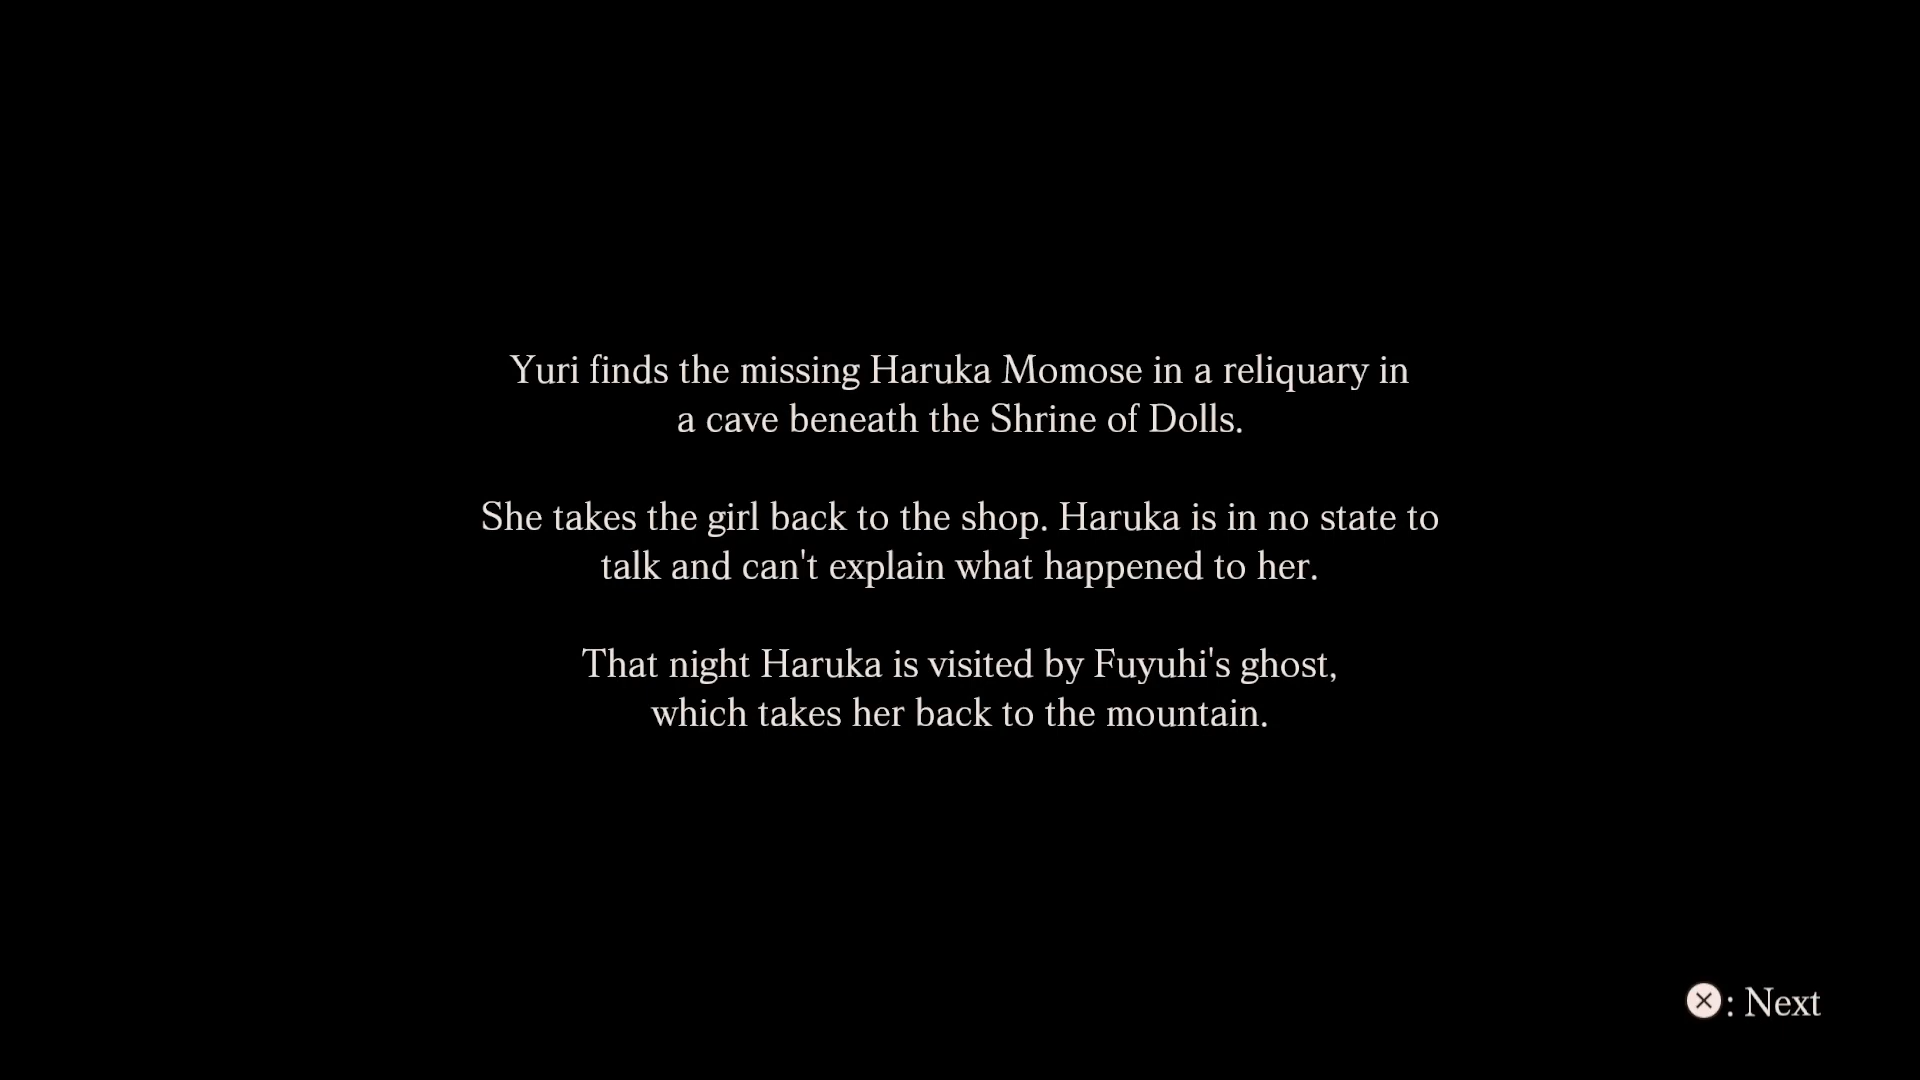 Yuri finds the missing Haruka Momose in a reliquary in
a cave beneath the Shrine of Dolls.
She takes the girl back to the shop. Haruka is in no state to
talk and can't explain what happened to her.
That night Haruka is visited by Fuyuhi's ghost,
which takes her back to the mountain.
: Next